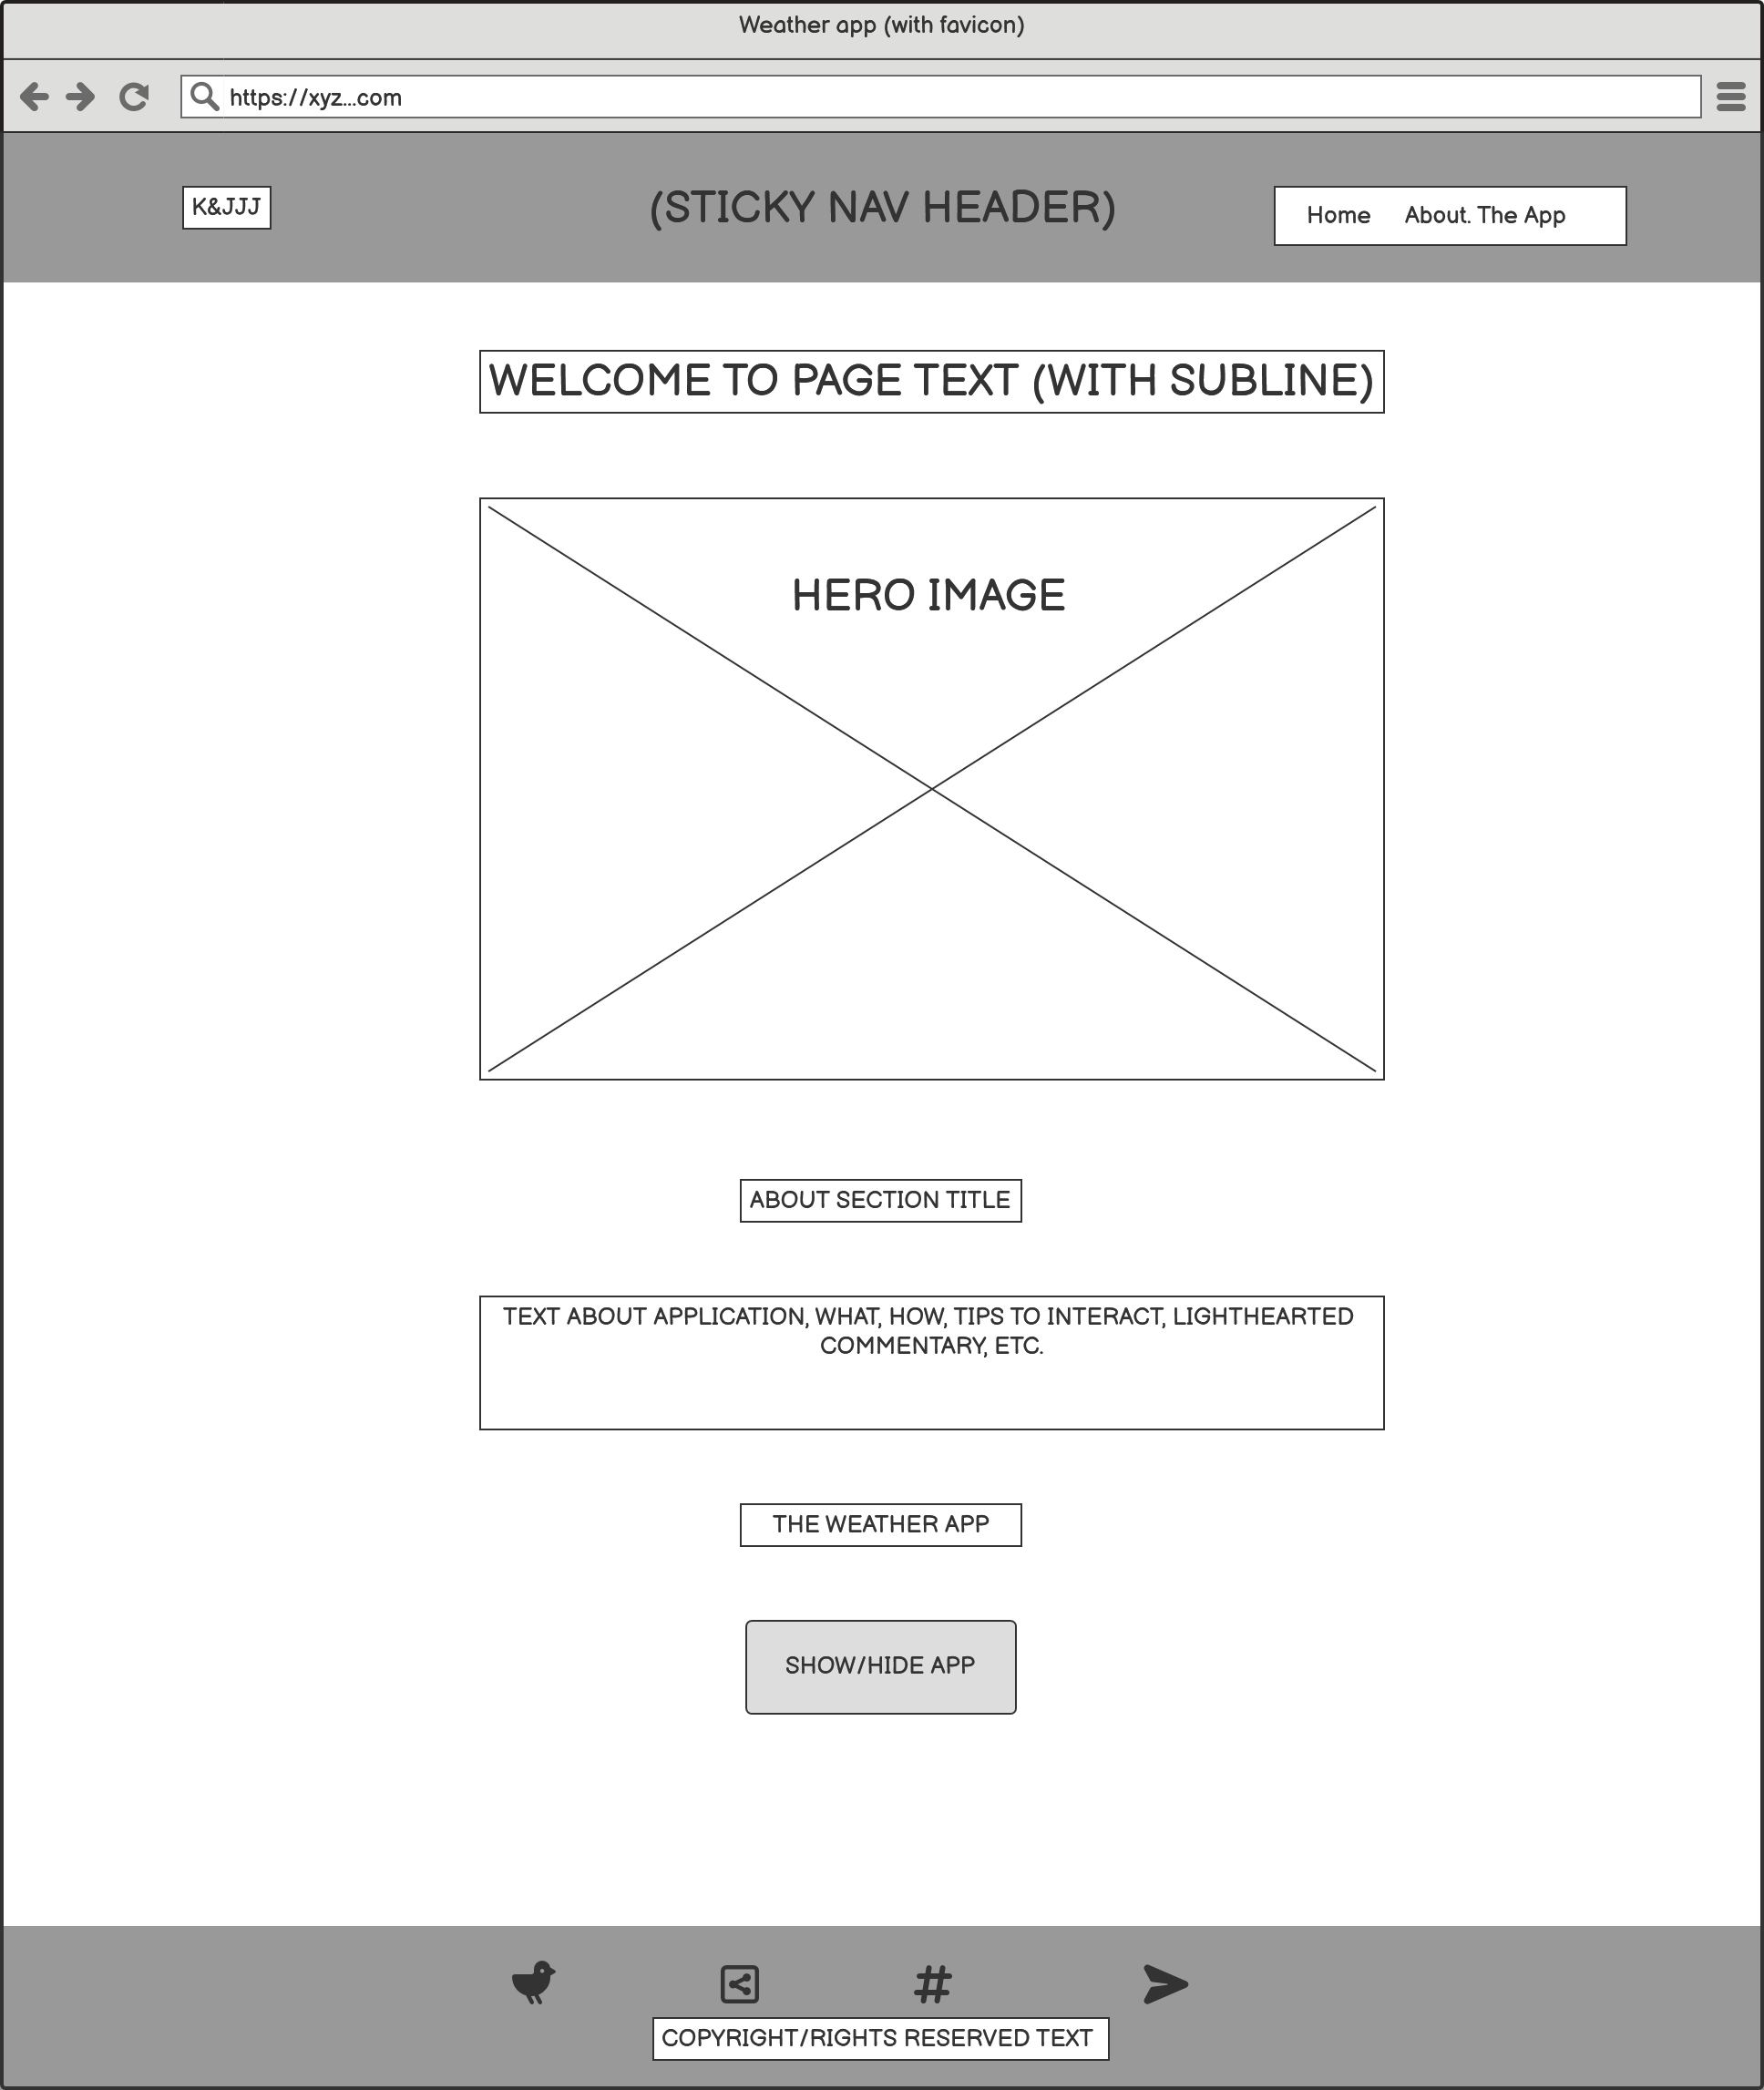 Weather app (with favicon)
https://xyz...com
K&JJJ
(STICKY NAV HEADER)
Home About. The App
WELCOME TO PAGE TEXT (WITH SUBLINE)
HERO IMAGE
ABOUT SECTION TITLE
TEXT ABOUT APPLICATION, WHAT, HOW, TIPS TO INTERACT, LIGHTHEARTED
COMMENTARY, ETC.
THE WEATHER APP
SHOW/HIDE APP
#
COPYRIGHT/RIGHTS RESERVED TEXT